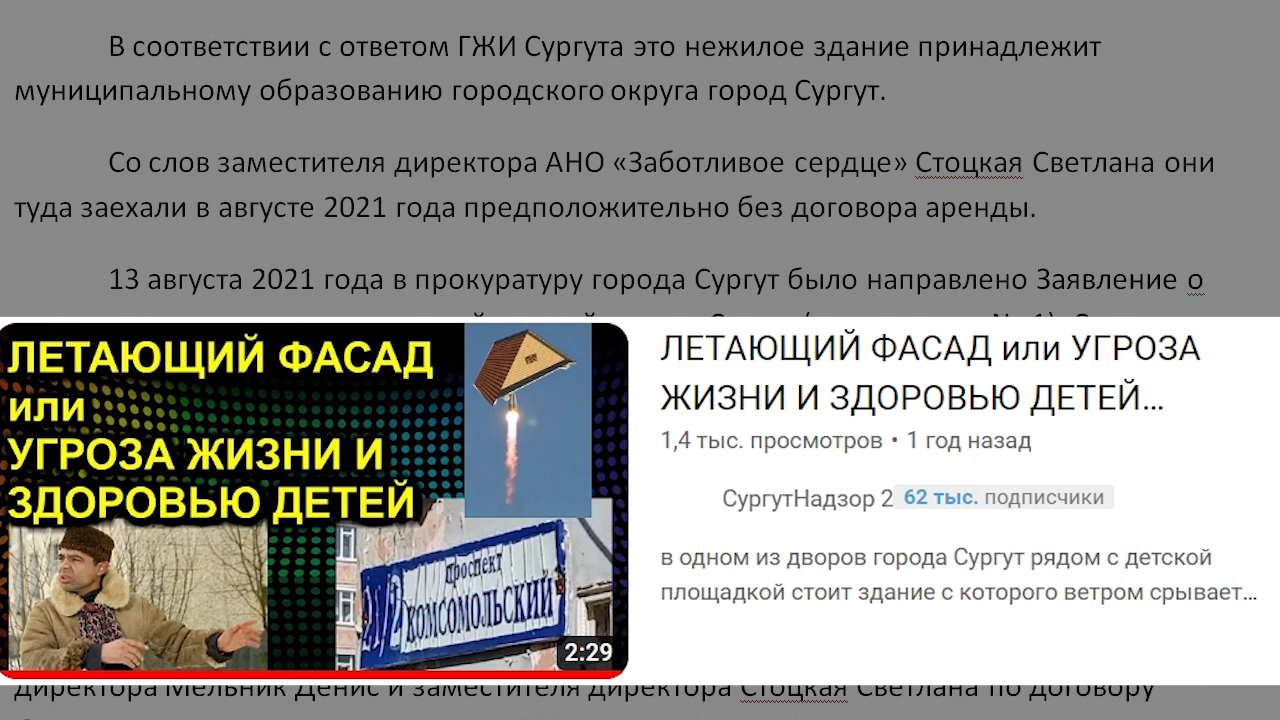 В соответствии с ответом ГЖИ Сургута это нежилое здание принадлежит
муниципальному образованию городского округа город Сургут.
Со слов заместителя директора АНО «Заботливое сердце» Стоцкая Светлана они
туда заехали в августе 2021 года предположительно без договора аренды.
13 августа 2021 года в прокуратуру города Сургут было направлено Заявление о
ЛЕТАЮЩИЙ ФАСАД
или
УГРОЗА ЖИЗНИ И
ЗДОРОВЬЮ ДЕТЕЙ
проспект
21/2 КОМСОМОЛЬСКИЙ
2:29
ЛЕТАЮЩИЙ ФАСАД или УГРОЗА
ЖИЗНИ И ЗДОРОВЬЮ ДЕТЕЙ...
1,4 тыс. просмотров • 1 год назад
СургутНадзор 2 62 тыс. подписчики
в одном из дворов города Сургут рядом с детской
площадкой стоит здание с которого ветром срывает...
директора Мельник Денис и заместителя директора Стоцкая Светлана по договору